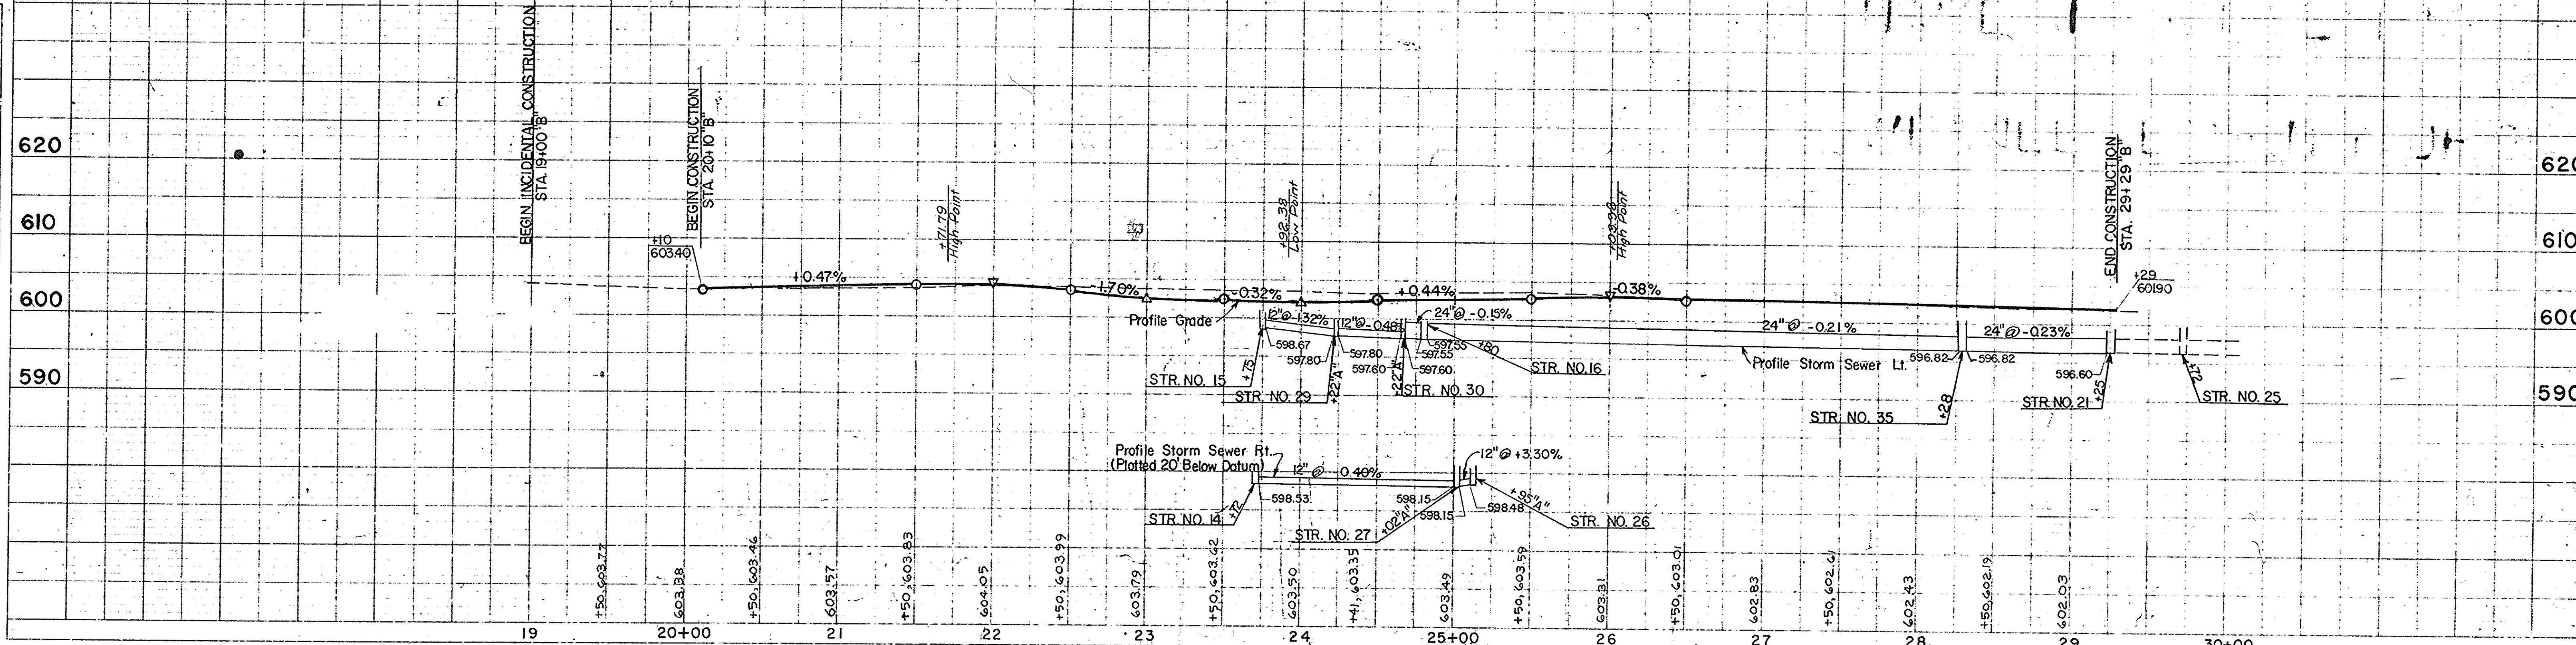 BEGIN INCIDENTAL CONSTRUCTION
STA. 19+00 "B"
BEGIN CONSTRUCTION
STA. 20+10 "B"
END CONSTRUCTION
STA. 29+29 "B"
620
620
610
610
600
600
590
590
+10
603.40
+71.79
High Point
+92.38
Low Point
+03.98
High Point
+29
601.90
+0.47%
-1.70%
-0.32%
+0.44%
-0.38%
Profile Grade
12" @ -1.32%
12" @ -0.48%
24" @ -0.15%
24" @ -0.21%
24" @ -0.23%
598.67
597.80
597.80
597.60
597.60
597.55
597.55
+80
Profile Storm Sewer Lt.
596.82
596.82
596.60
STR. NO. 15
+75
STR. NO. 29
+22"A"
+22"A"
STR. NO. 30
STR. NO. 16
STR. NO. 35
+28
STR. NO. 21
+25
+72
STR. NO. 25
Profile Storm Sewer Rt.
(Plotted 20' Below Datum)
12" @ -0.40%
12" @ +3.30%
598.53
598.15
598.15
598.48
STR. NO. 14
+72
STR. NO. 27
+02"A"
+95"A"
STR. NO. 26
+50, 603.77
603.38
+50, 603.46
603.57
+50, 603.83
604.05
+50, 603.99
603.79
+50, 603.62
603.50
+41, 603.35
603.49
+50, 603.59
603.31
+50, 603.01
602.83
+50, 602.61
602.43
+50, 602.19
602.03
19
20+00
21
22
23
24
25+00
26
27
28
29
30+00